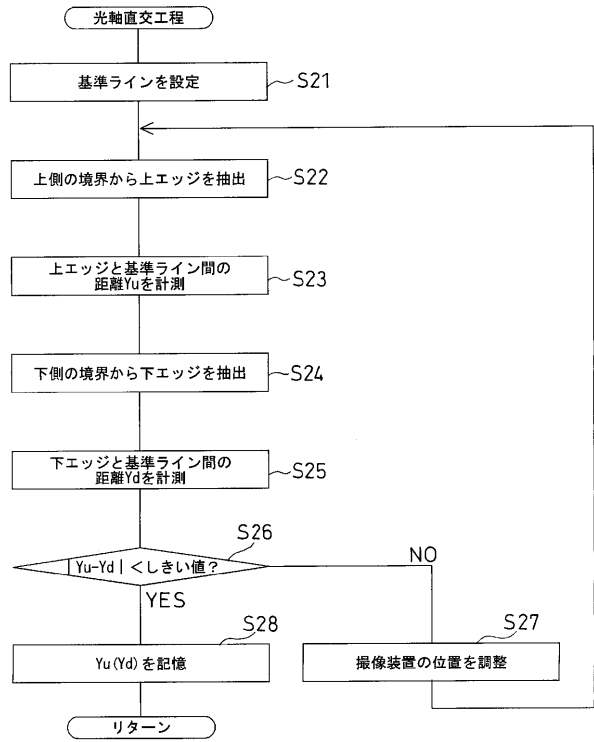 光軸直交工程
基準ラインを設定
S21
上側の境界から上エッジを抽出
S22
上エッジと基準ライン間の
距離Yuを計測
S23
下側の境界から下エッジを抽出
S24
下エッジと基準ライン間の
距離Ydを計測
S25
S26
|Yu-Yd|<しきい値?
NO
YES
S28
Yu(Yd)を記憶
S27
撮像装置の位置を調整
リターン